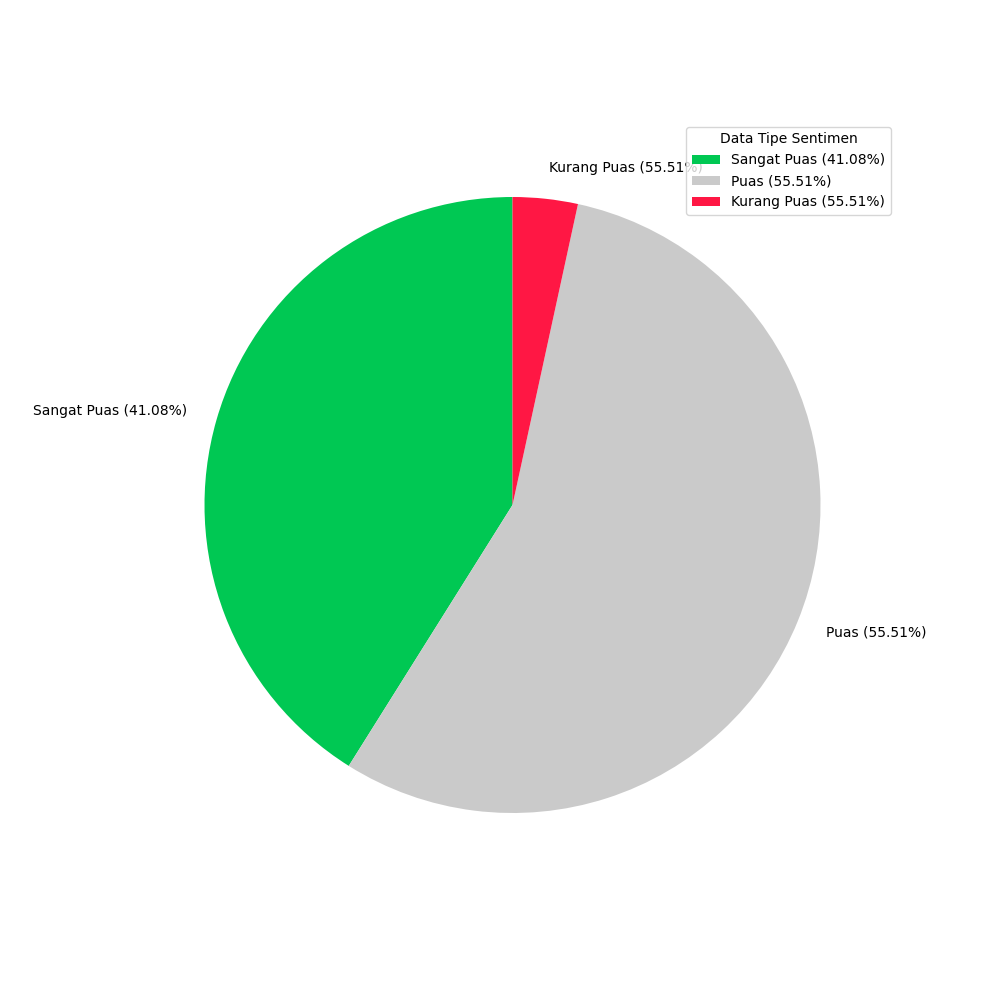 Data Tipe Sentimen
Sangat Puas (41.08%)
Puas (55.51%)
Kurang Puas (55.51%)
Kurang Puas (55.51%)
Sangat Puas (41.08%)
Puas (55.51%)